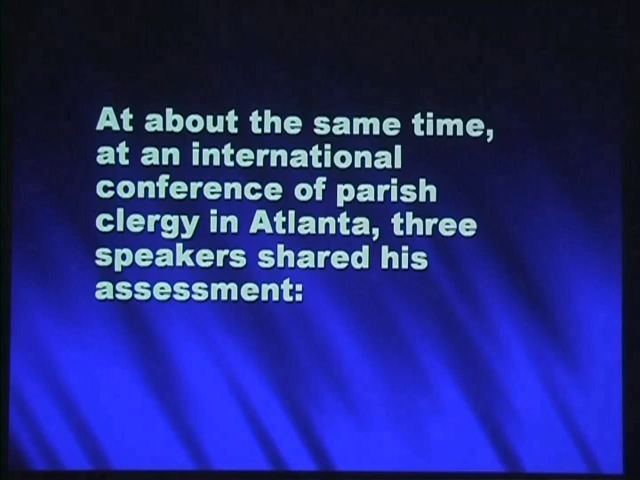 At about the same time,
at an international
conference of parish
clergy in Atlanta, three
speakers shared his
assessment: